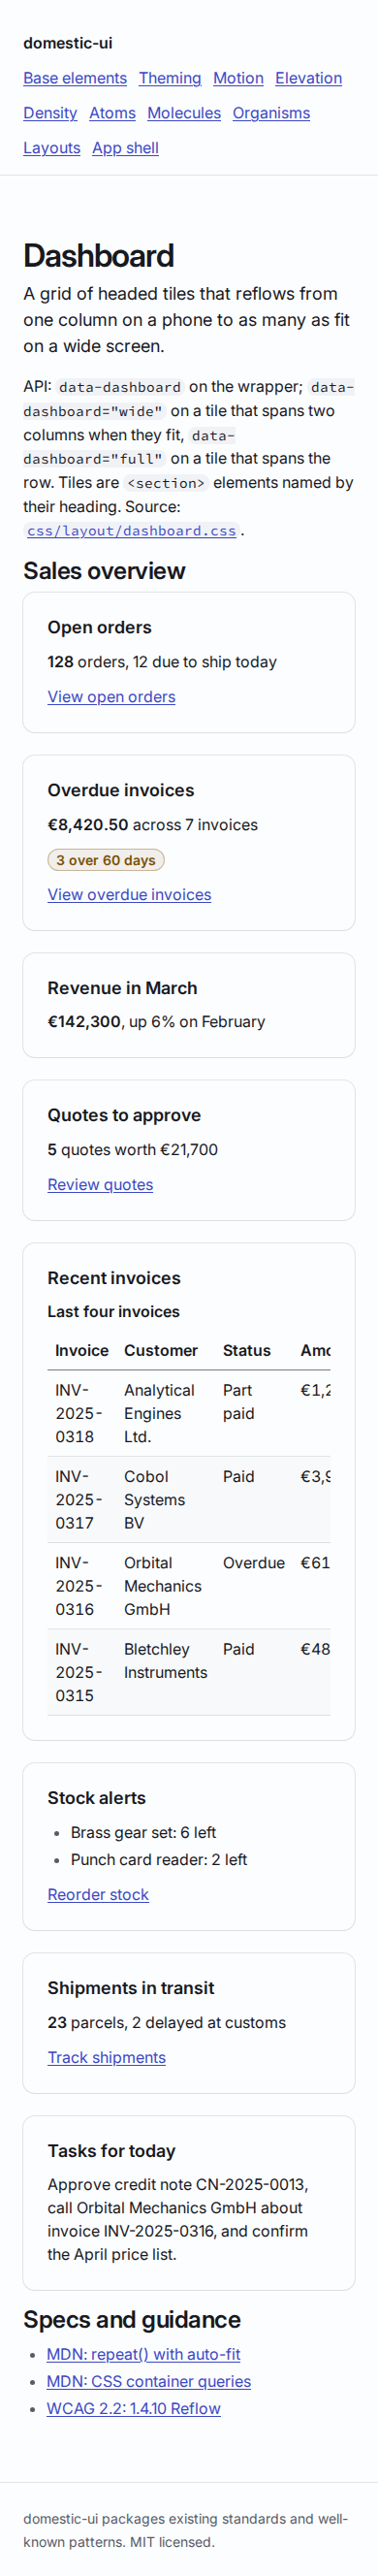 domestic-ui
Base elements Theming Motion Elevation
Density Atoms Molecules Organisms
Layouts App shell
Dashboard
A grid of headed tiles that reflows from
one column on a phone to as many as fit
on a wide screen.
API: data-dashboard on the wrapper; data-
dashboard="wide" on a tile that spans two
columns when they fit, data-
dashboard="full" on a tile that spans the
row. Tiles are <section> elements named by
their heading. Source:
css/layout/dashboard.css.
Sales overview
Open orders
128 orders, 12 due to ship today
View open orders
Overdue invoices
€8,420.50 across 7 invoices
3 over 60 days
View overdue invoices
Revenue in March
€142,300, up 6% on February
Quotes to approve
5 quotes worth €21,700
Review quotes
Recent invoices
Last four invoices
Invoice Customer Status Amo
INV- Analytical Part €1,2
2025- Engines paid
0318 Ltd.
INV- Cobol Paid €3,9
2025- Systems
0317 BV
INV- Orbital Overdue €61
2025- Mechanics
0316 GmbH
INV- Bletchley Paid €48
2025- Instruments
0315
Stock alerts
• Brass gear set: 6 left
• Punch card reader: 2 left
Reorder stock
Shipments in transit
23 parcels, 2 delayed at customs
Track shipments
Tasks for today
Approve credit note CN-2025-0013,
call Orbital Mechanics GmbH about
invoice INV-2025-0316, and confirm
the April price list.
Specs and guidance
• MDN: repeat() with auto-fit
• MDN: CSS container queries
• WCAG 2.2: 1.4.10 Reflow
domestic-ui packages existing standards and well-
known patterns. MIT licensed.